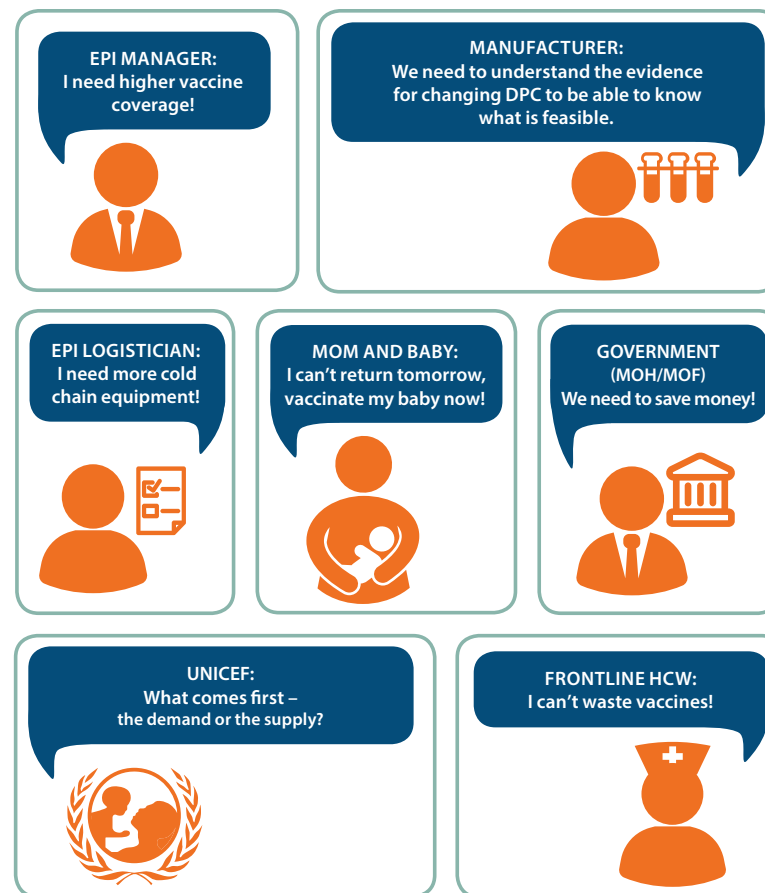 EPI MANAGER:
I need higher vaccine
coverage!
MANUFACTURER:
We need to understand the evidence
for changing DPC to be able to know
what is feasible.
EPI LOGISTICIAN:
I need more cold
chain equipment!
MOM AND BABY:
I can’t return tomorrow,
vaccinate my baby now!
GOVERNMENT
(MOH/MOF)
We need to save money!
UNICEF:
What comes first –
the demand or the supply?
FRONTLINE HCW:
I can’t waste vaccines!